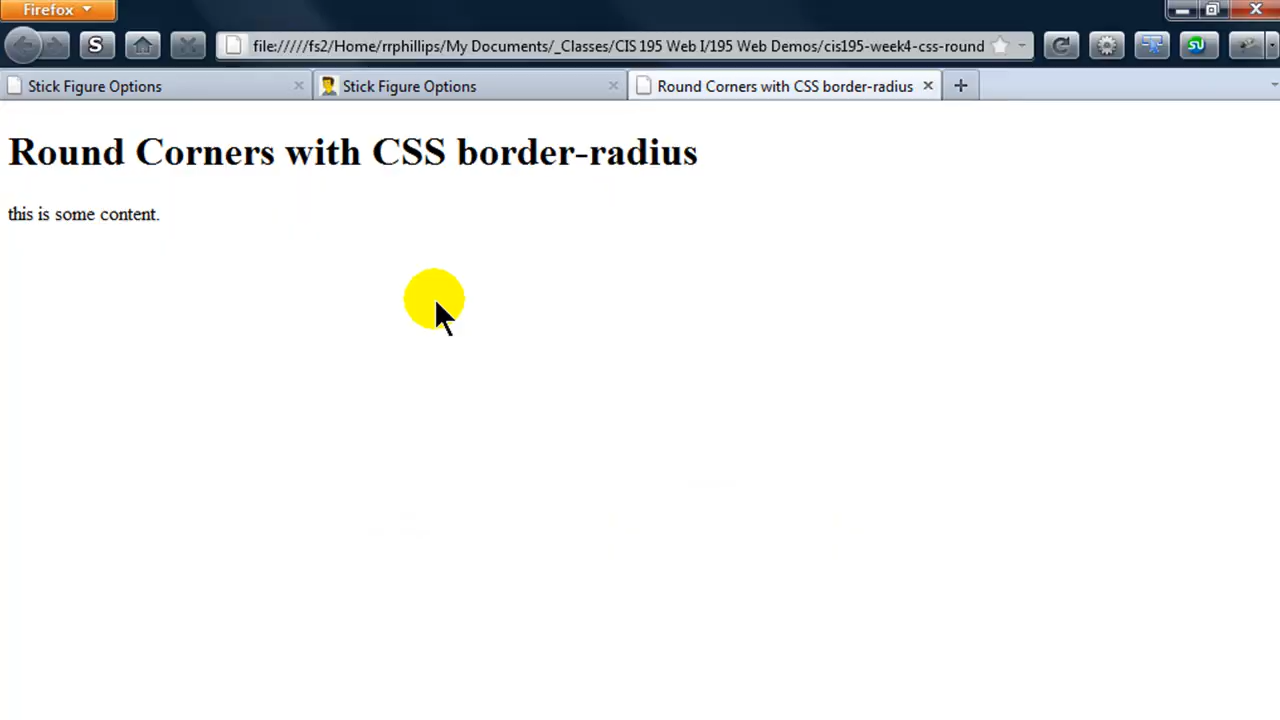 Firefox
S
file://///fs2/Home/rrphillips/My Documents/_Classes/CIS 195 Web I/195 Web Demos/cis195-week4-css-round
Stick Figure Options
Stick Figure Options
Round Corners with CSS border-radius
Round Corners with CSS border-radius
this is some content.